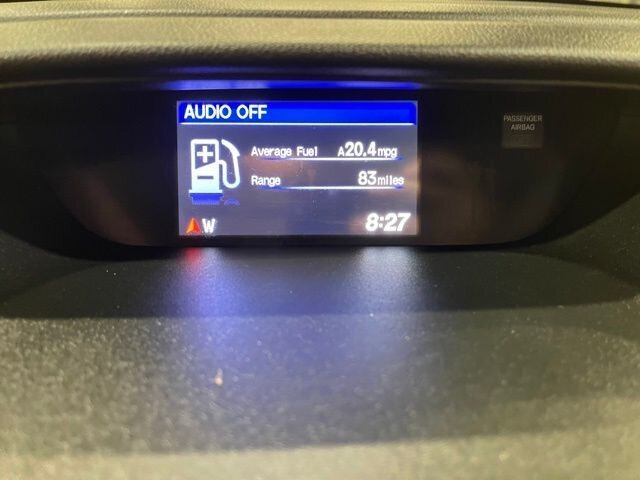 AUDIO OFF
PASSENGER
AIRBAG
Average Fuel A20.4mpg
Range 83miles
W 8:27